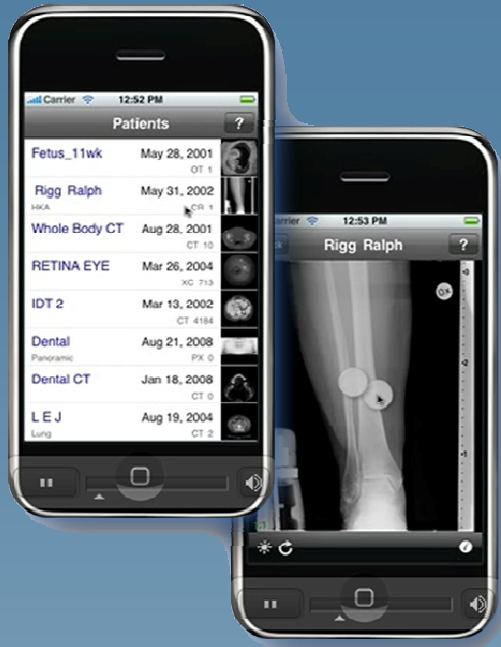 Carrier 12:52 PM
Patients ?
Fetus_11wk May 28, 2001
OT 1
Rigg Ralph May 31, 2002
HKA CR 1
Whole Body CT Aug 28, 2001
CT 10
RETINA EYE Mar 26, 2004
XC 713
IDT 2 Mar 13, 2002
CT 4184
Dental Aug 21, 2008
Panoramic PX 0
Dental CT Jan 18, 2008
CT 0
L E J Aug 19, 2004
Lung CT 2
arrier 12:53 PM
Rigg Ralph ?